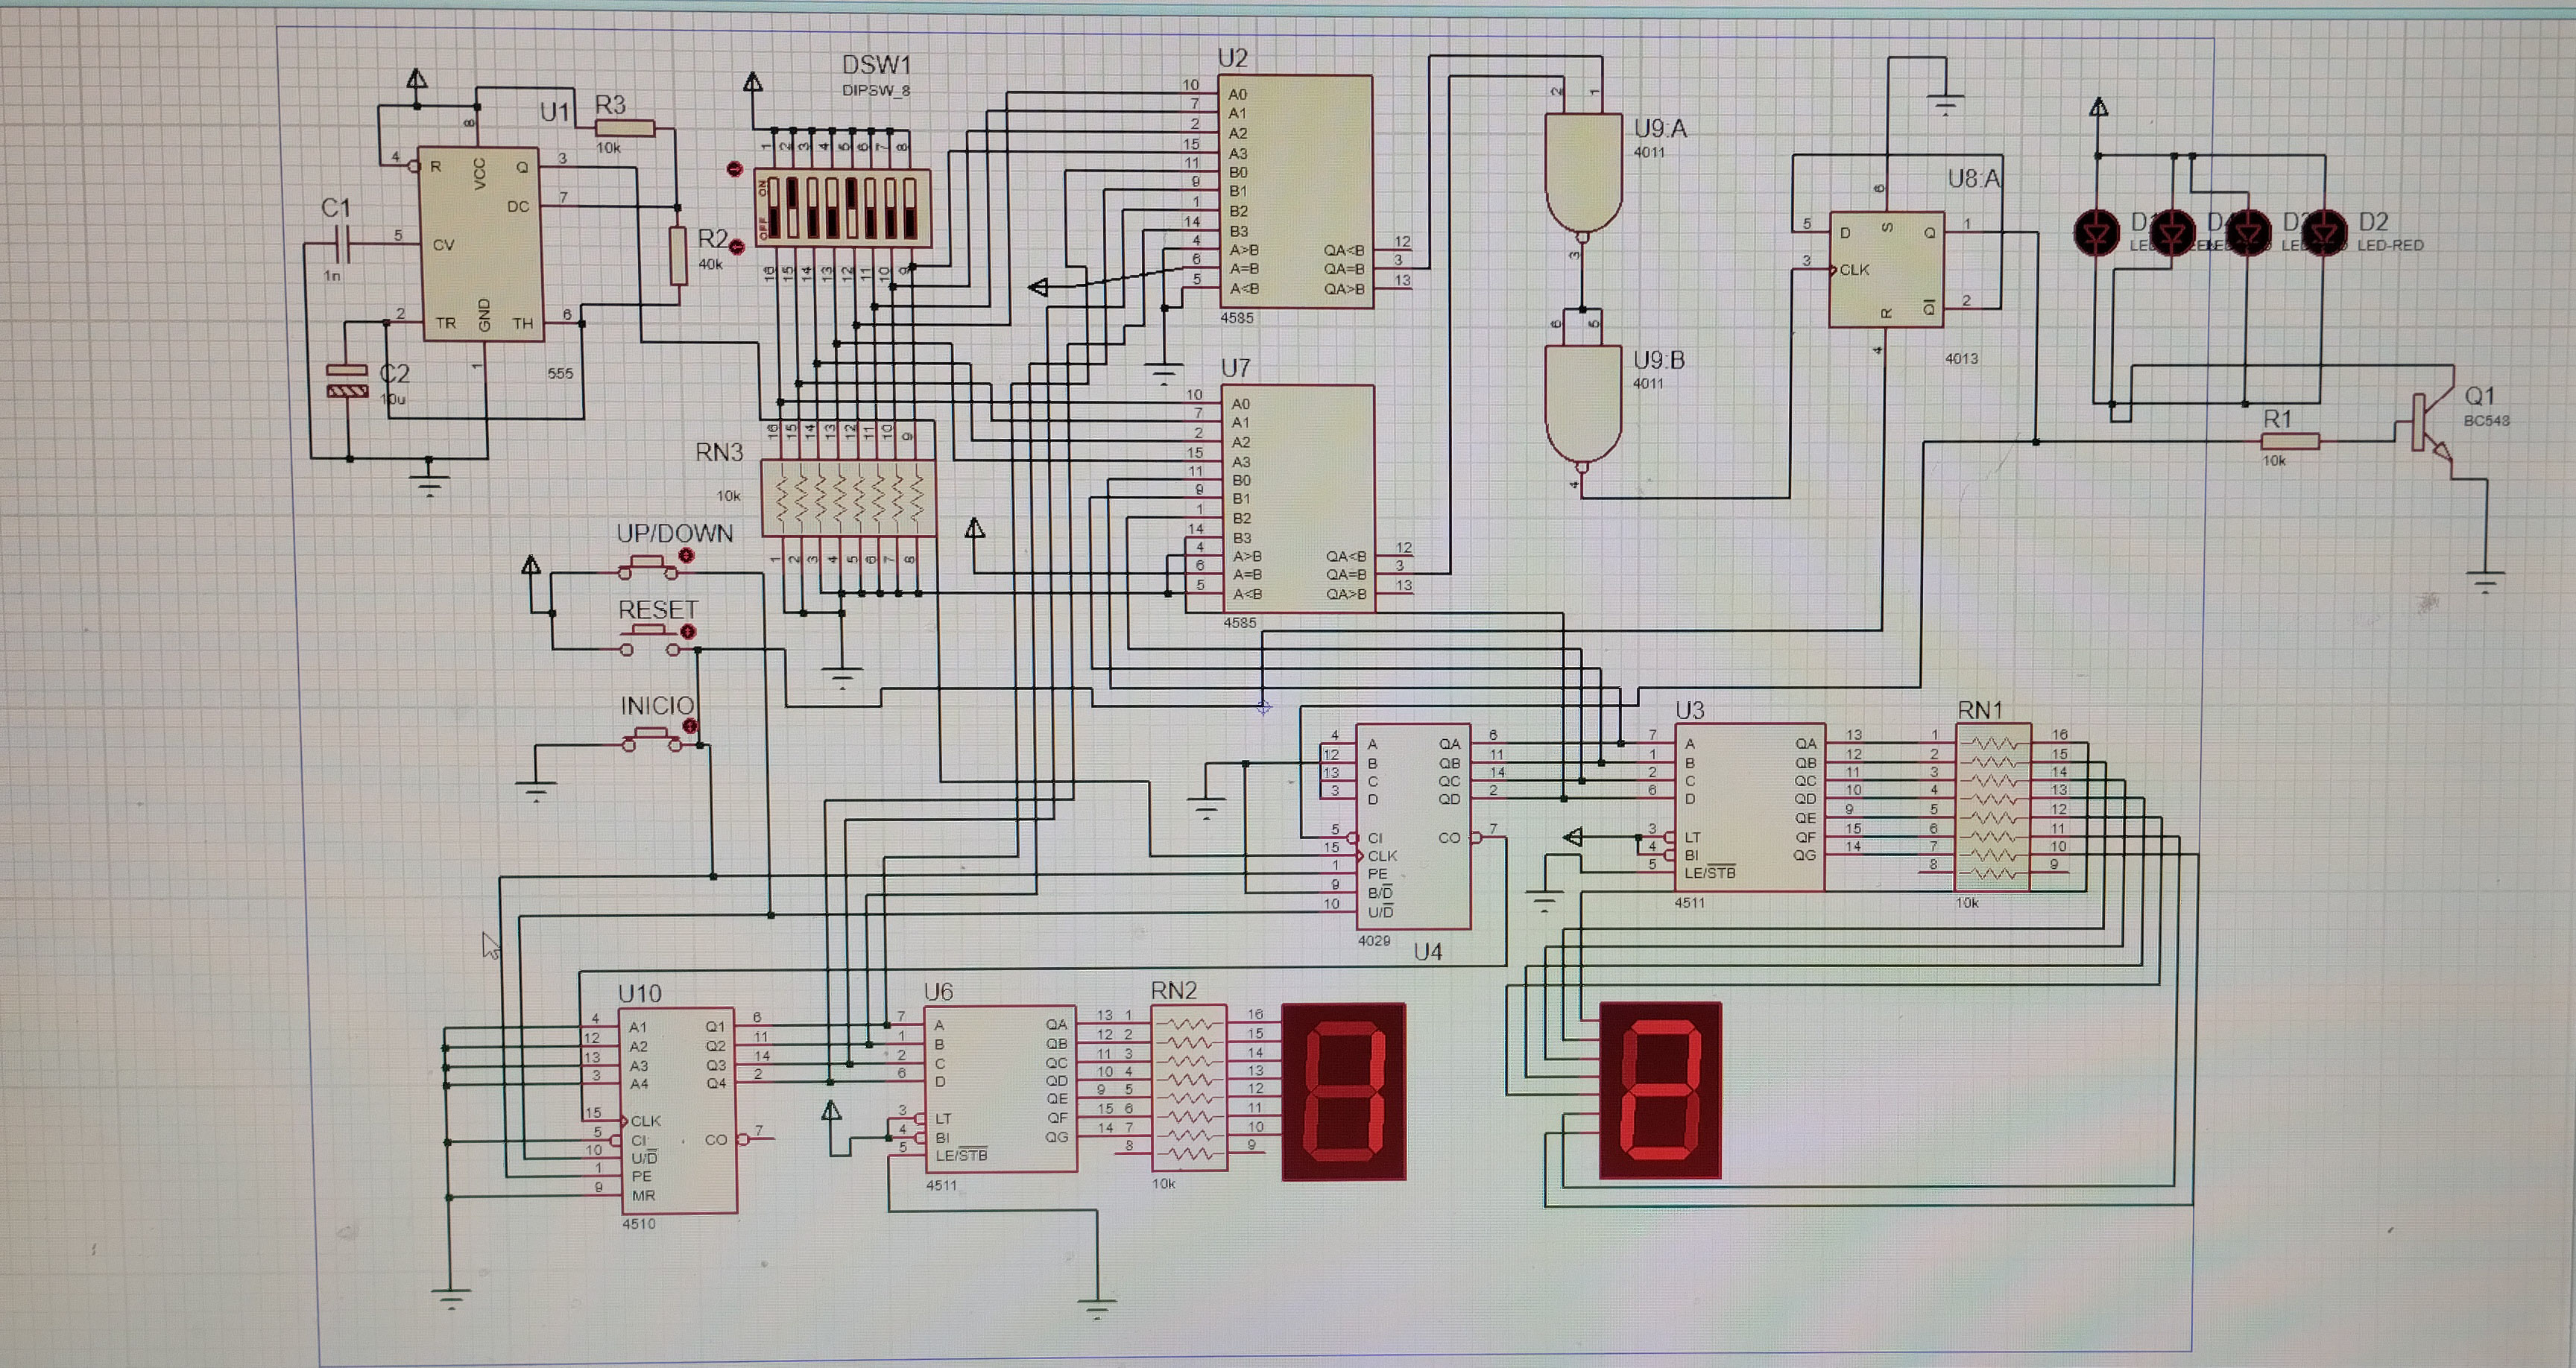 U1
R3
10k
8
4
R
VCC
Q
3
DC
7
C1
1n
5
CV
R2
40k
2
TR
GND
TH
6
1
555
C2
10u
DSW1
DIPSW_8
1 2 3 4 5 6 7 8
ON
OFF
16 15 14 13 12 11 10 9
16 15 14 13 12 11 10 9
RN3
10k
1 2 3 4 5 6 7 8
U2
10 A0
7 A1
2 A2
15 A3
11 B0
9 B1
1 B2
14 B3
4 A>B QA<B 12
6 A=B QA=B 3
5 A<B QA>B 13
4585
U7
10 A0
7 A1
2 A2
15 A3
11 B0
9 B1
1 B2
14 B3
4 A>B QA<B 12
6 A=B QA=B 3
5 A<B QA>B 13
4585
2 1
U9:A
4011
3
6 5
U9:B
4011
4
U8:A
6
5 D S Q 1
3 CLK
R Q 2
4
4013
D2
LED-RED
Q1
BC548
R1
10k
UP/DOWN
RESET
INICIO
4 A QA 6
12 B QB 11
13 C QC 14
3 D QD 2
5 CI CO 7
15 CLK
1 PE
9 B/D
10 U/D
4029
U4
U3
7 A QA 13
1 B QB 12
2 C QC 11
6 D QD 10
QE 9
3 LT QF 15
4 BI QG 14
5 LE/STB
4511
RN1
1 16
2 15
3 14
4 13
5 12
6 11
7 10
8 9
10k
U10
4 A1 Q1 6
12 A2 Q2 11
13 A3 Q3 14
3 A4 Q4 2
15 CLK
5 CI CO 7
10 U/D
1 PE
9 MR
4510
U6
7 A QA 13
1 B QB 12
2 C QC 11
6 D QD 10
QE 9
3 LT QF 15
4 BI QG 14
5 LE/STB
4511
RN2
1 16
2 15
3 14
4 13
5 12
6 11
7 10
8 9
10k